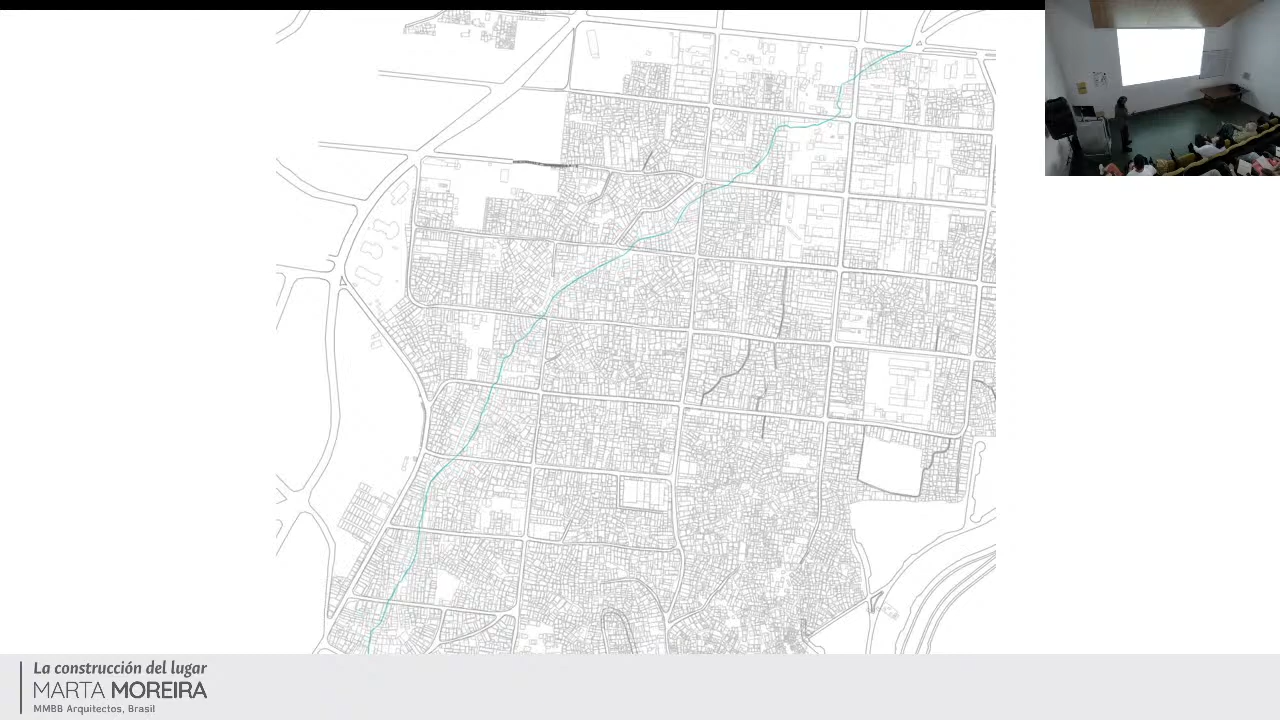 La construcción del lugar
MARTA MOREIRA
MMBB Arquitectos, Brasil